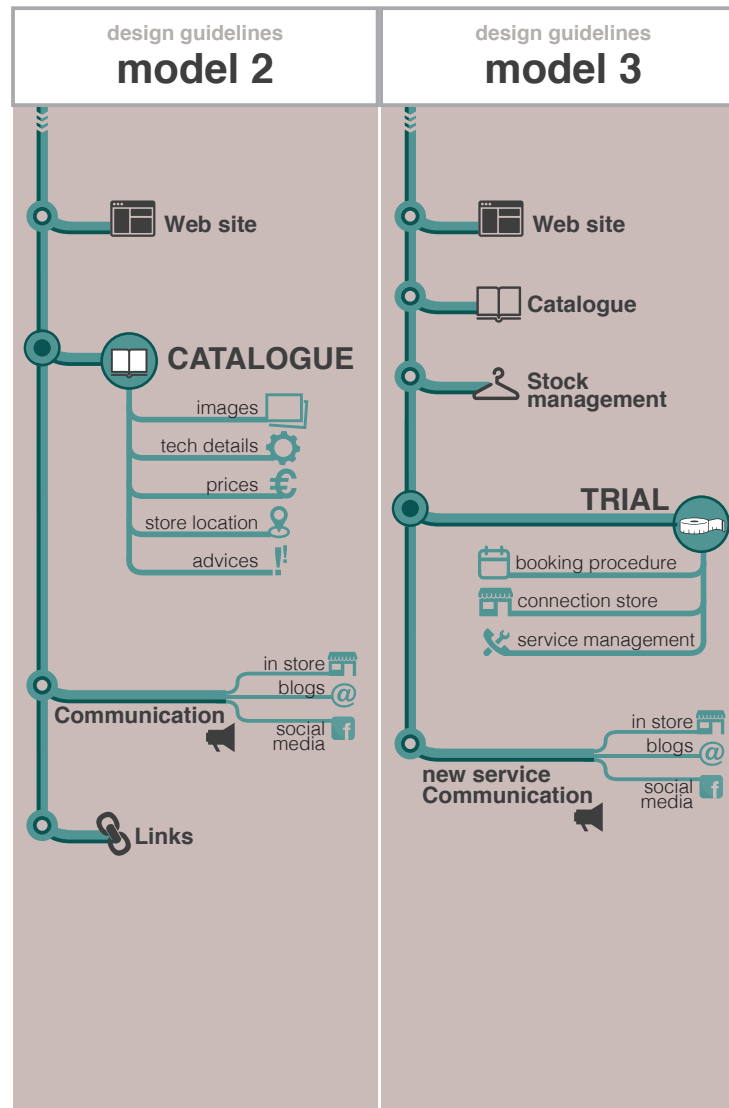 design guidelines
model 2
Web site
CATALOGUE
images
tech details
prices
€
store location
advices
!!
in store
blogs
@
Communication
social
media
f
Links
design guidelines
model 3
Web site
Catalogue
Stock
management
TRIAL
booking procedure
connection store
service management
in store
blogs
@
new service
Communication
social
media
f